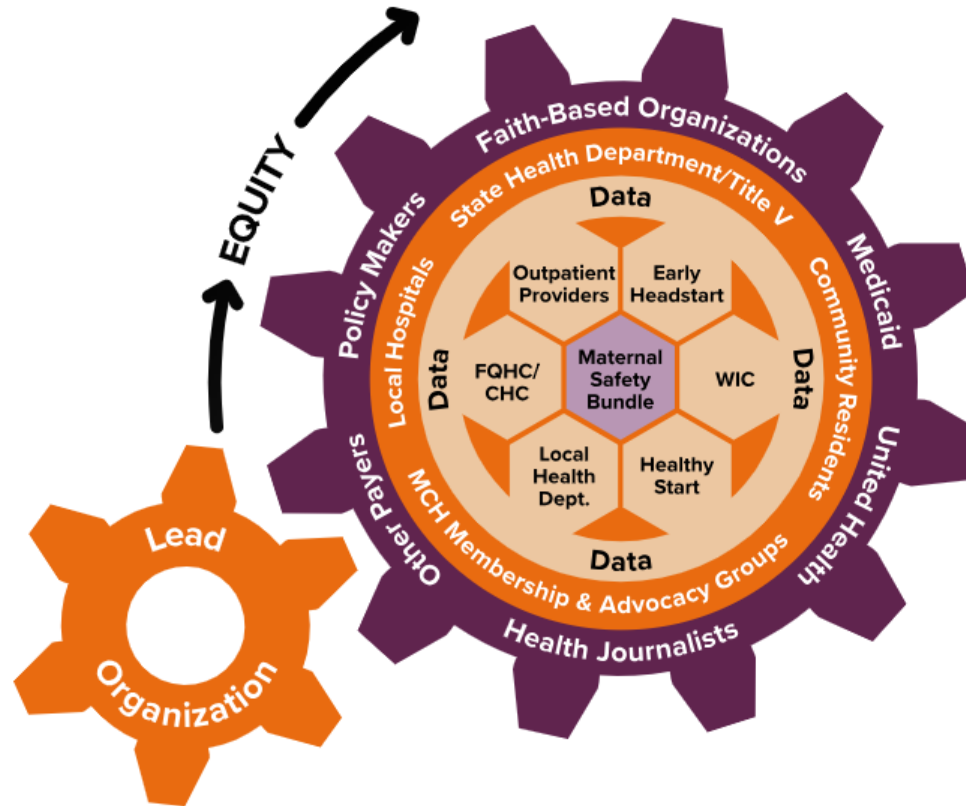 EQUITY
Faith-Based Organizations
Policy Makers
Medicaid
Other Payers
United Health
Health Journalists
State Health Department/Title V
Local Hospitals
Community Residents
MCH Membership & Advocacy Groups
Data
Data
Data
Data
Outpatient
Providers
Early
Headstart
FQHC/
CHC
Maternal
Safety
Bundle
WIC
Local
Health
Dept.
Healthy
Start
Lead
Organization